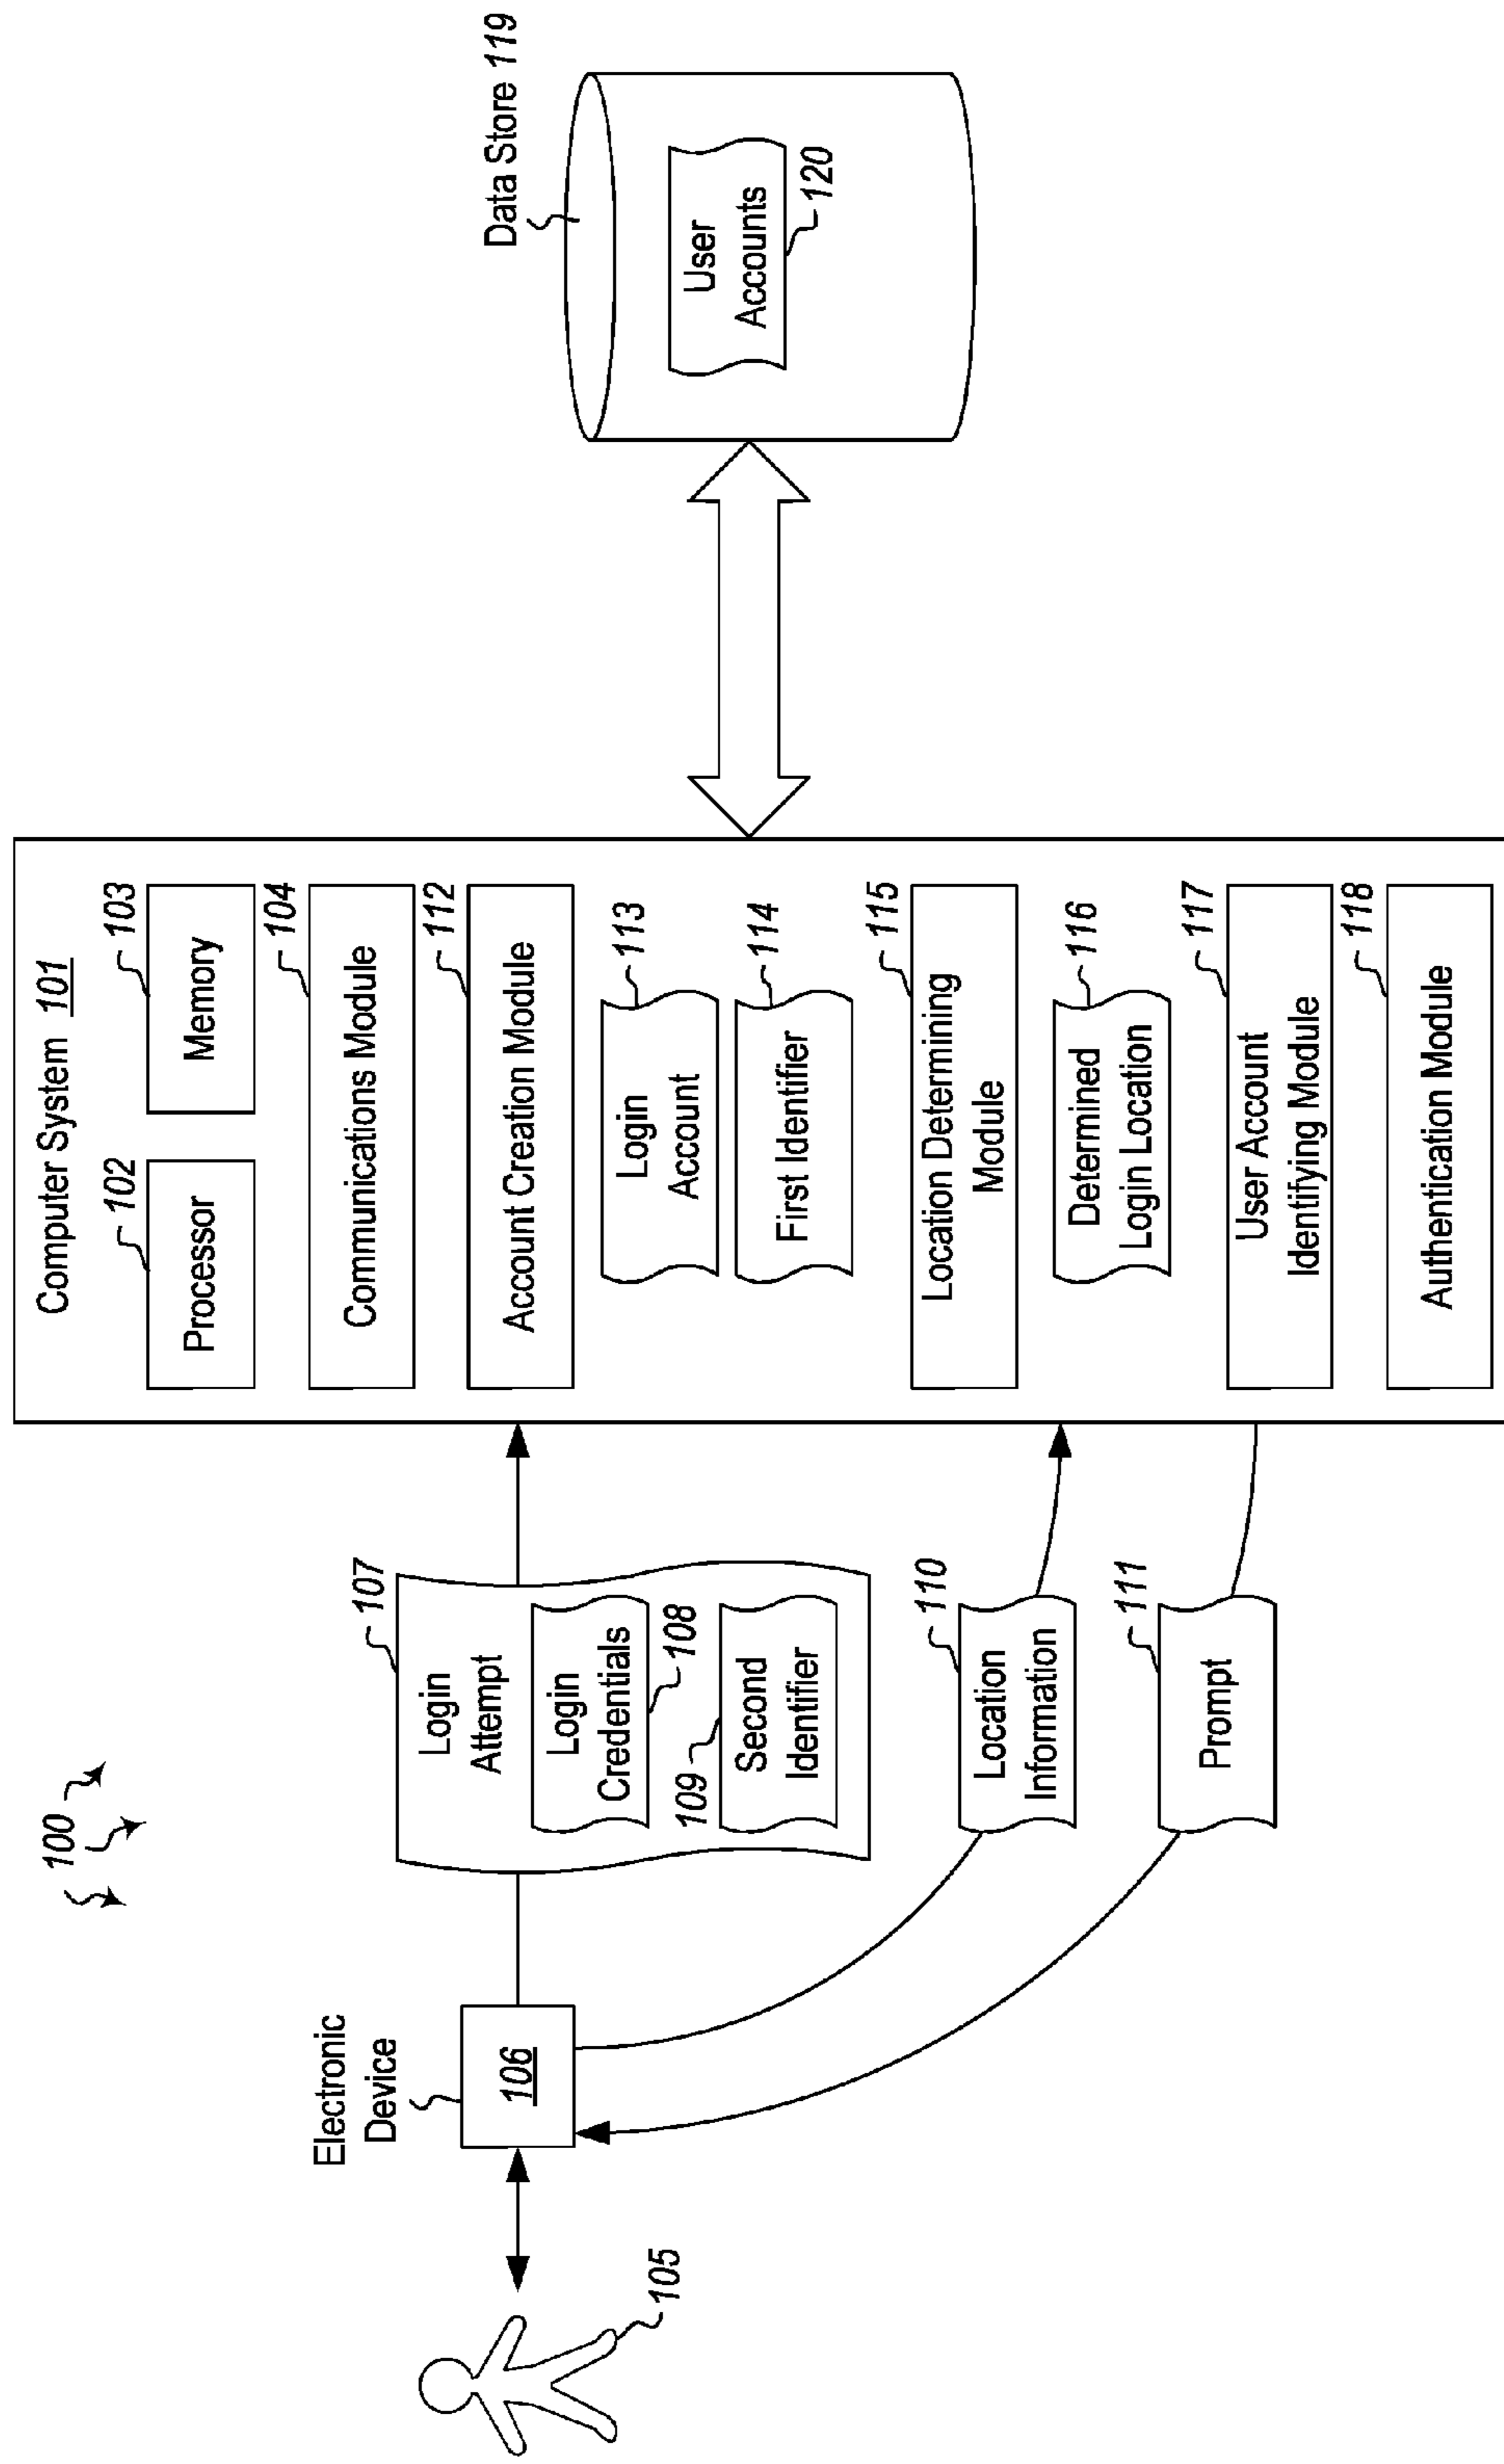 100
Computer System 101
Processor
102
Memory
103
Communications Module
104
Account Creation Module
112
Login
Account
113
First Identifier
114
Location Determining
Module
115
Determined
Login Location
116
User Account
Identifying Module
117
Authentication Module
118
Electronic
Device
106
105
Login
Attempt
107
Login
Credentials
108
Second
Identifier
109
Location
Information
110
Prompt
111
Data Store 119
User
Accounts
120